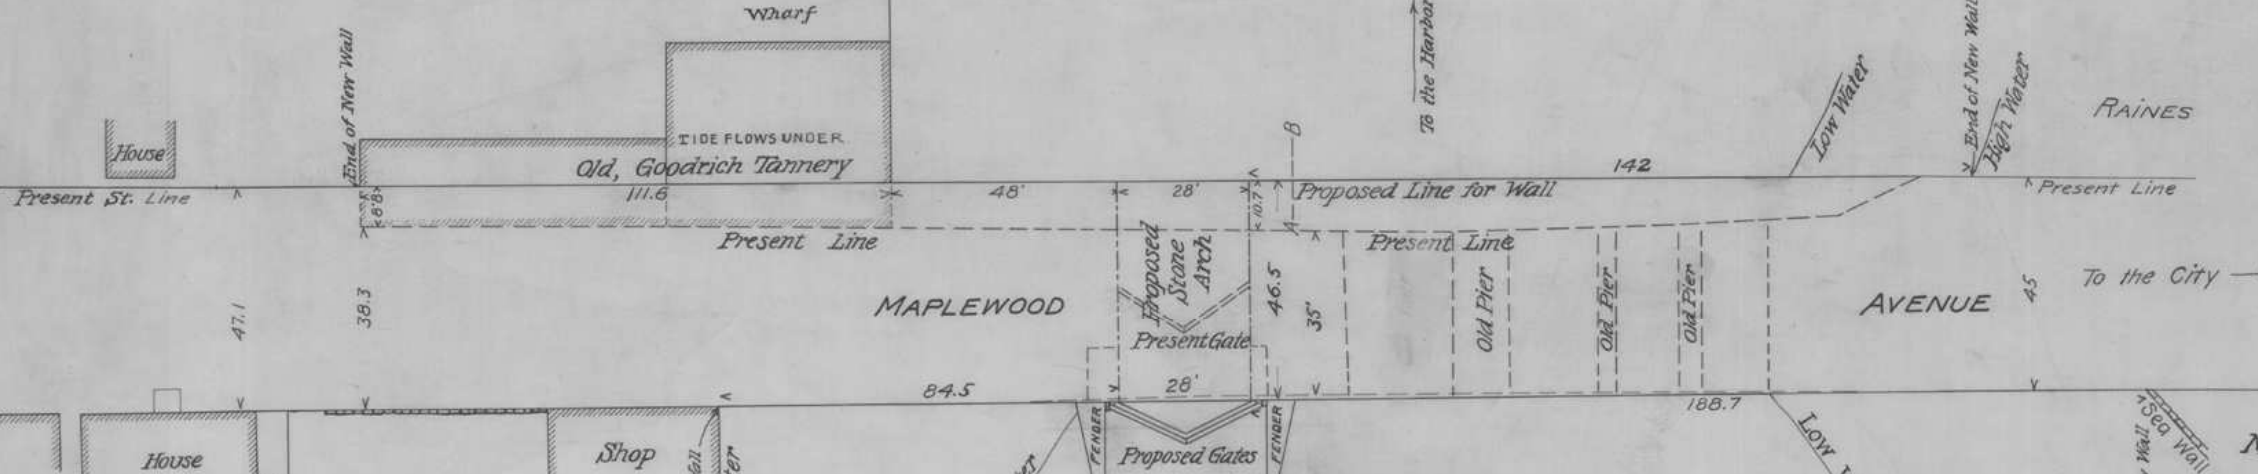 Wharf
To the Harbor
End of New Wall
Low Water
End of New Wall
High Water
RAINES
House
TIDE FLOWS UNDER
Old, Goodrich Tannery
B
142
Present St. Line
8'8
111.6
48'
28'
10.7
Proposed Line for Wall
Present Line
A
Present Line
Present Line
Proposed
Stone
Arch
47.1
38.3
MAPLEWOOD
46.5
35'
Old Pier
Old Pier
Old Pier
AVENUE
45
To the City
Present Gate
84.5
28'
188.7
House
Shop
FENDER
Proposed Gates
FENDER
Low
Wall
Sea Wall